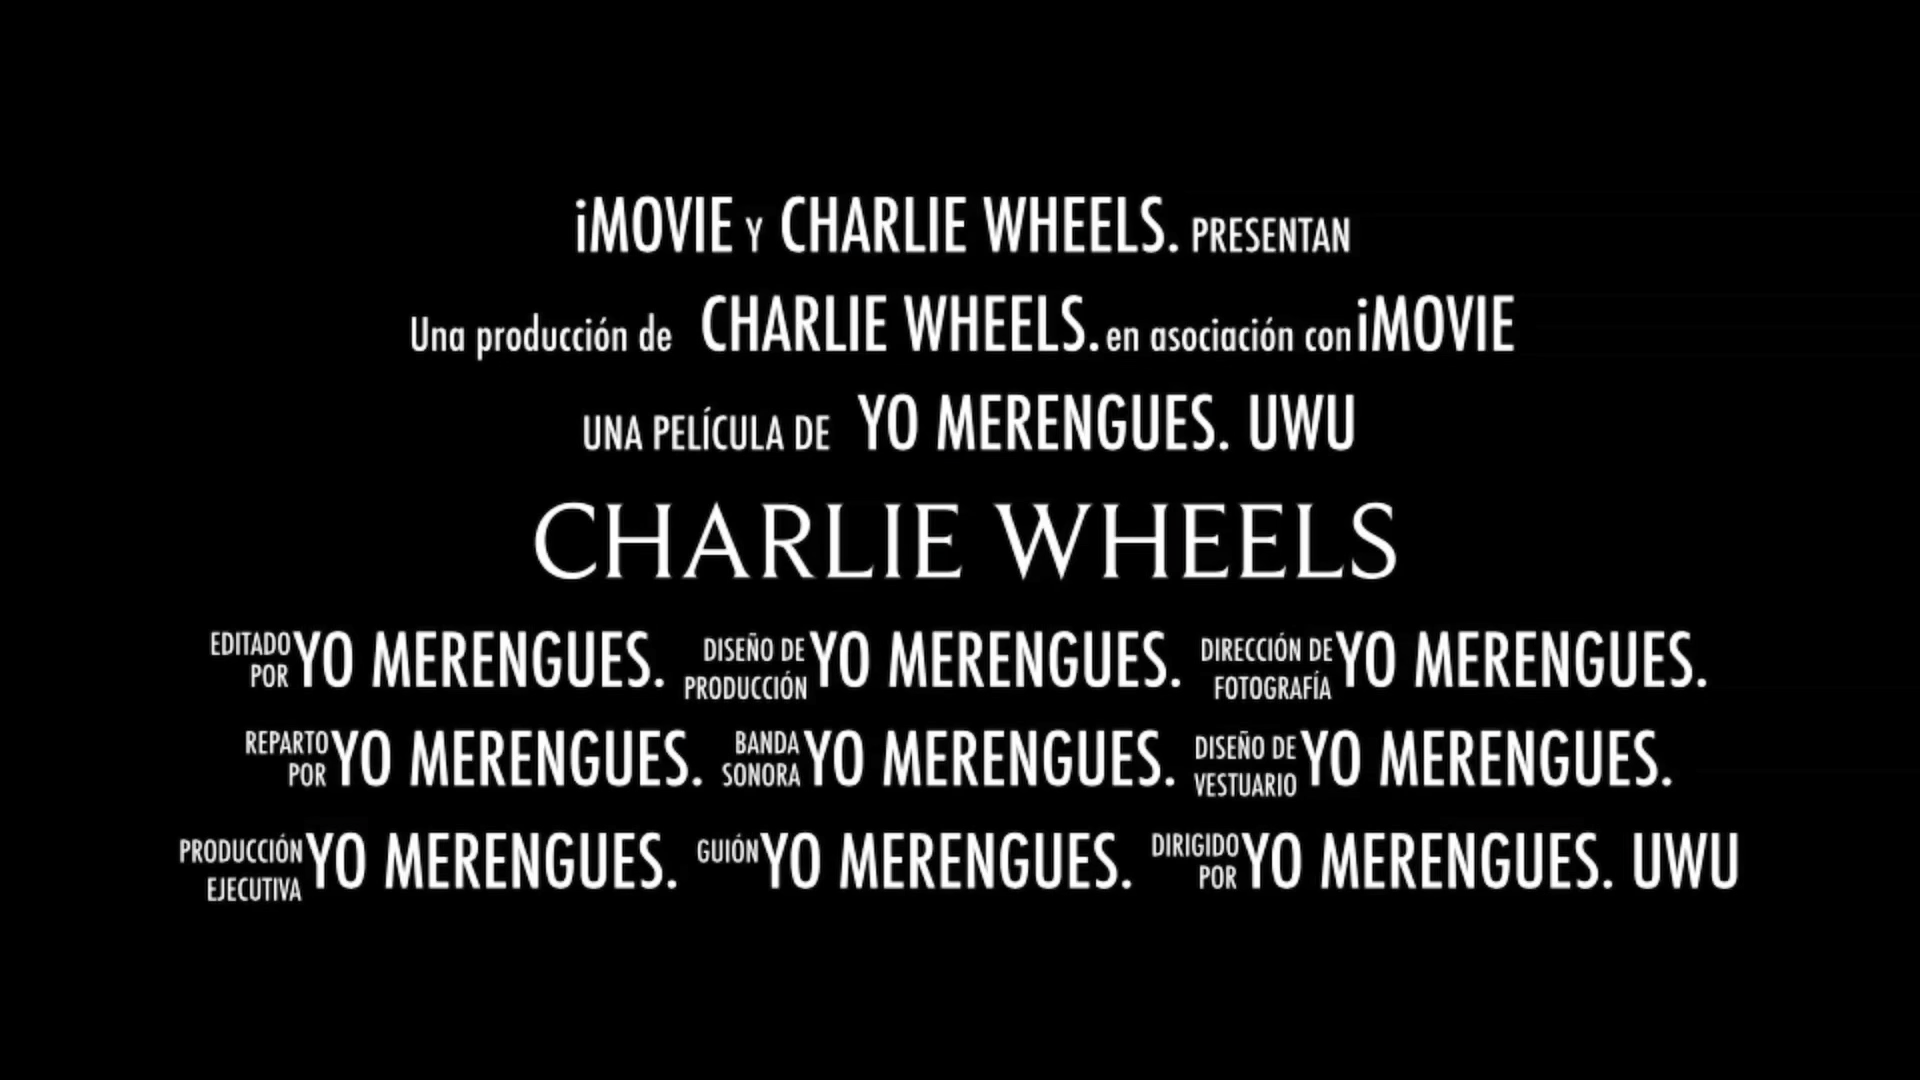 iMOVIE Y CHARLIE WHEELS. PRESENTAN
Una producción de CHARLIE WHEELS. en asociación con iMOVIE
UNA PELÍCULA DE YO MERENGUES. UWU
CHARLIE WHEELS
EDITADO POR YO MERENGUES. DISEÑO DE PRODUCCIÓN YO MERENGUES. DIRECCIÓN DE FOTOGRAFÍA YO MERENGUES.
REPARTO POR YO MERENGUES. BANDA SONORA YO MERENGUES. DISEÑO DE VESTUARIO YO MERENGUES.
PRODUCCIÓN EJECUTIVA YO MERENGUES. GUIÓN YO MERENGUES. DIRIGIDO POR YO MERENGUES. UWU